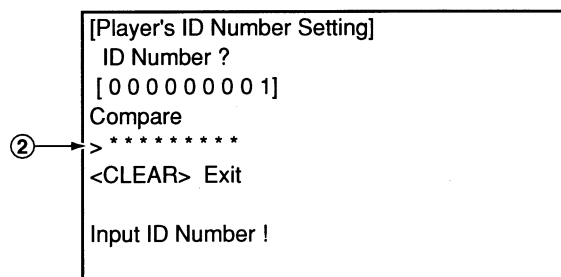 [Player's ID Number Setting]
ID Number ?
[ 0 0 0 0 0 0 0 0 1]
Compare
② > * * * * * * * * *
<CLEAR> Exit
Input ID Number !